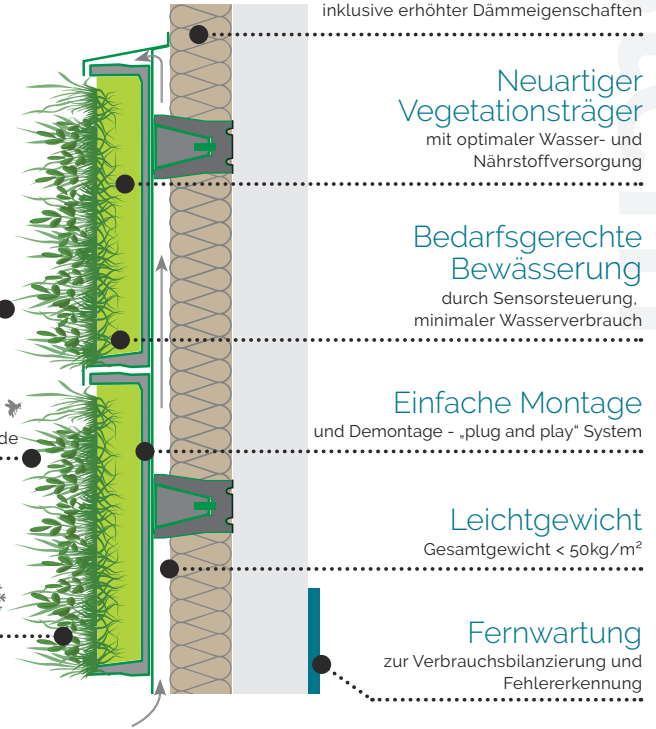 inklusive erhöhter Dämmeigenschaften
Neuartiger
Vegetationsträger
mit optimaler Wasser- und
Nährstoffversorgung
Bedarfsgerechte
Bewässerung
durch Sensorsteuerung,
minimaler Wasserverbrauch
Einfache Montage
und Demontage - „plug and play“ System
de
Leichtgewicht
Gesamtgewicht < 50kg/m²
Fernwartung
zur Verbrauchsbilanzierung und
Fehlererkennung